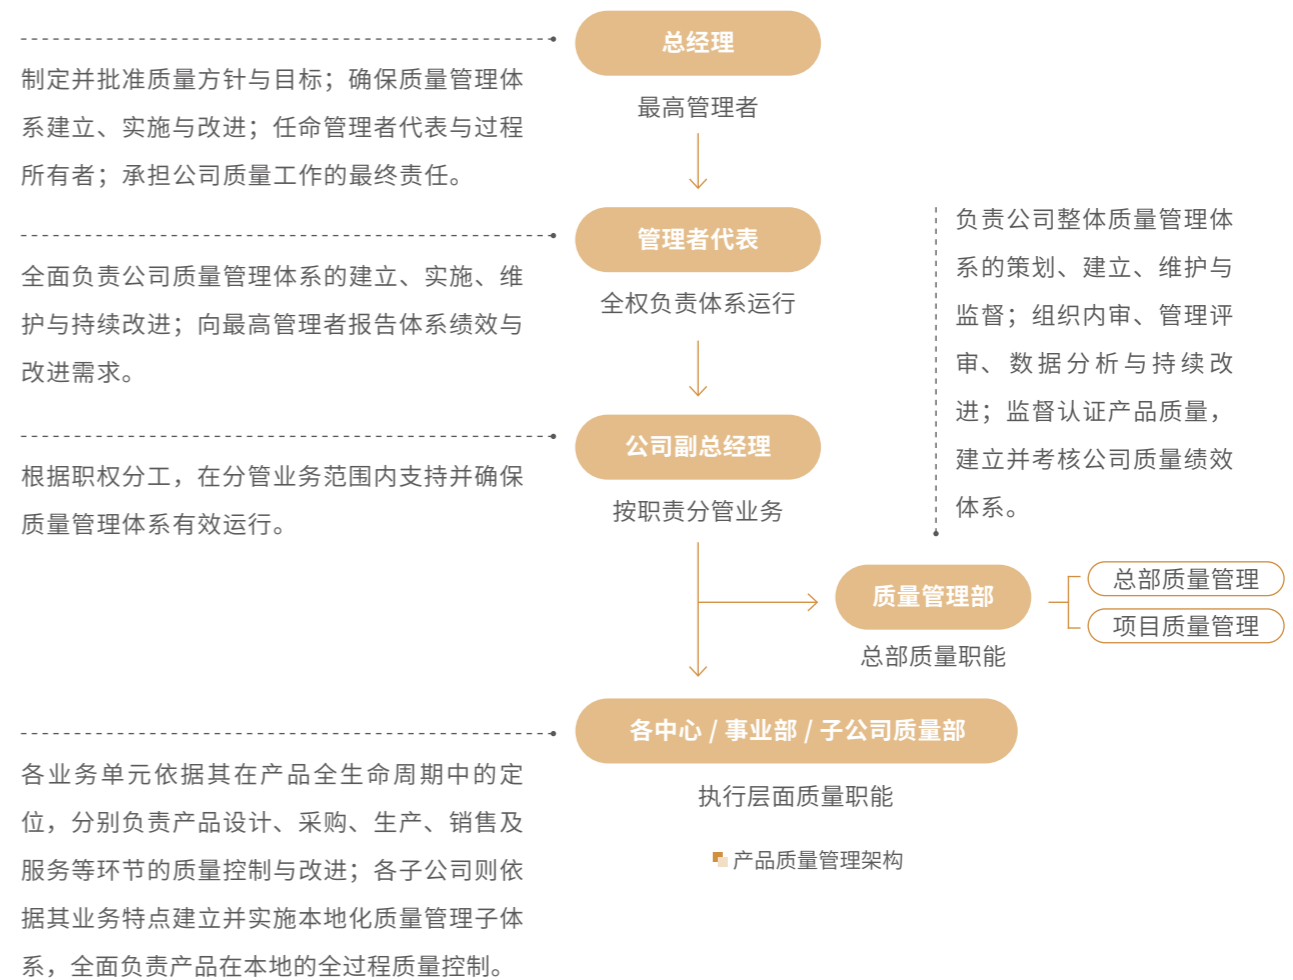 总经理
最高管理者
制定并批准质量方针与目标；确保质量管理体
系建立、实施与改进；任命管理者代表与过程
所有者；承担公司质量工作的最终责任。
管理者代表
全权负责体系运行
全面负责公司质量管理体系的建立、实施、维
护与持续改进；向最高管理者报告体系绩效与
改进需求。
公司副总经理
按职责分管业务
根据职权分工，在分管业务范围内支持并确保
质量管理体系有效运行。
负责公司整体质量管理体
系的策划、建立、维护与
监督；组织内审、管理评
审、数据分析与持续改
进；监督认证产品质量，
建立并考核公司质量绩效
体系。
质量管理部
总部质量职能
总部质量管理
项目质量管理
各中心 / 事业部 / 子公司质量部
执行层面质量职能
各业务单元依据其在产品全生命周期中的定
位，分别负责产品设计、采购、生产、销售及
服务等环节的质量控制与改进；各子公司则依
据其业务特点建立并实施本地化质量管理子体
系，全面负责产品在本地的全过程质量控制。
产品质量管理架构